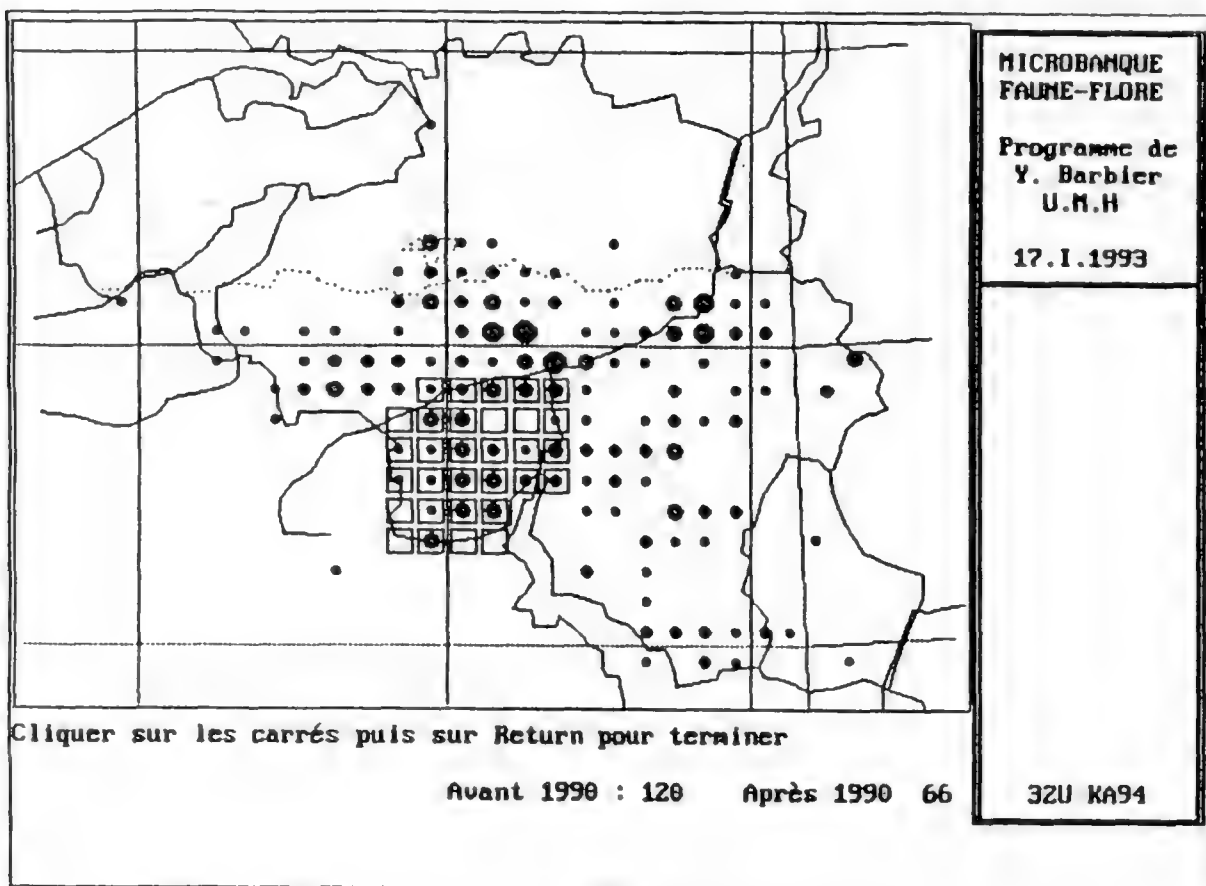 MICROBANQUE
FAUNE-FLORE
Programme de
Y. Barbier
U.M.H
17.I.1993
Cliquer sur les carrés puis sur Return pour terminer
Avant 1990 : 120 Après 1990 66
32U KA94